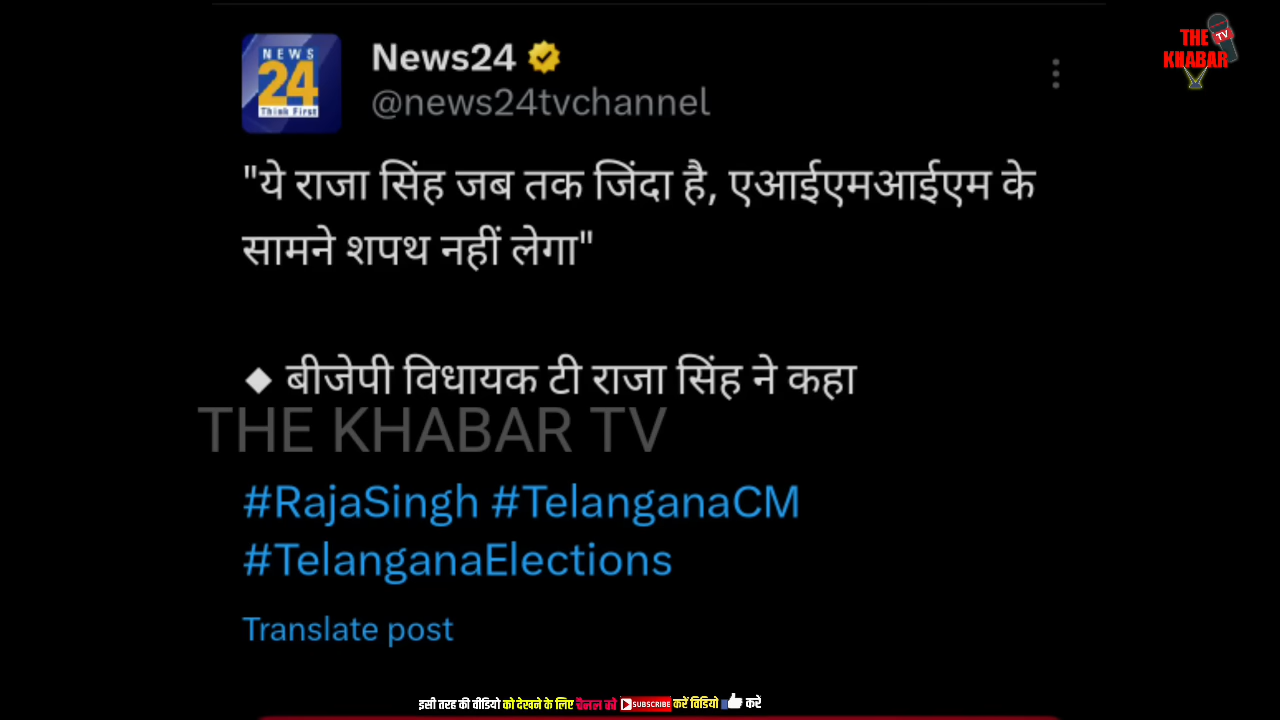 NEWS
24
Think First
News24
@news24tvchannel
THE
TV
KHABAR
"ये राजा सिंह जब तक जिंदा है, एआईएमआईएम के
सामने शपथ नहीं लेगा"
◆ बीजेपी विधायक टी राजा सिंह ने कहा
THE KHABAR TV
#RajaSingh #TelanganaCM
#TelanganaElections
Translate post
इसी तरह की वीडियो को देखने के लिए चैनल को SUBSCRIBE करें विडियो करें